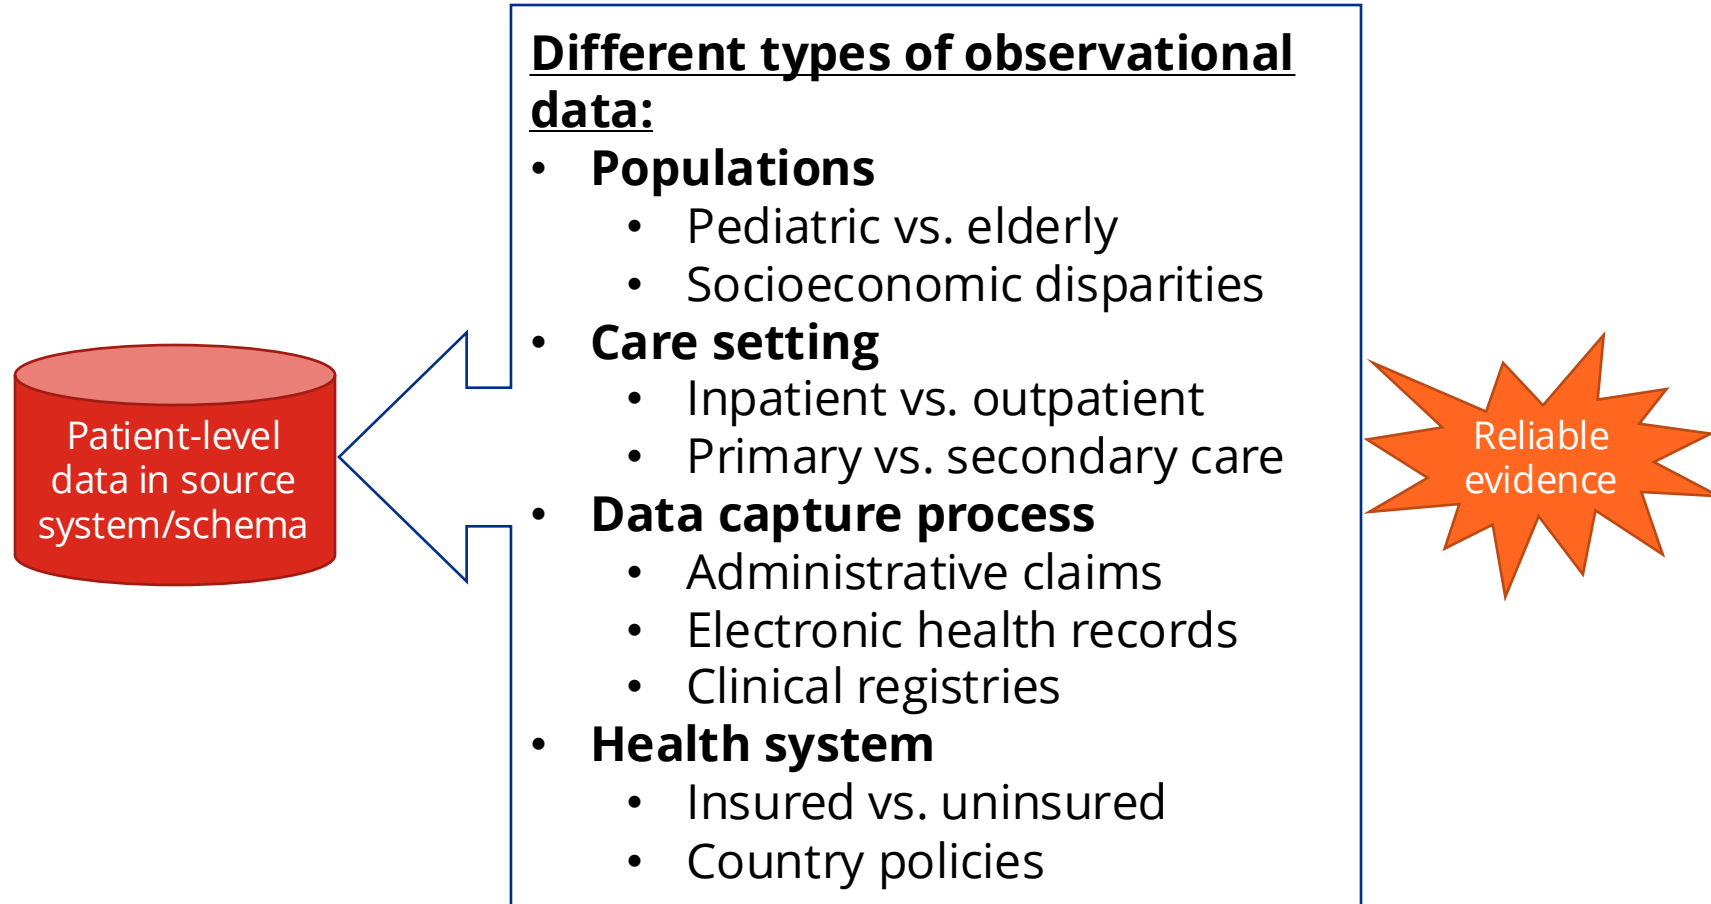 Different types of observational
data:
• Populations
• Pediatric vs. elderly
• Socioeconomic disparities
• Care setting
• Inpatient vs. outpatient
• Primary vs. secondary care
• Data capture process
• Administrative claims
• Electronic health records
• Clinical registries
• Health system
• Insured vs. uninsured
• Country policies
Patient-level
data in source
system/schema
Reliable
evidence